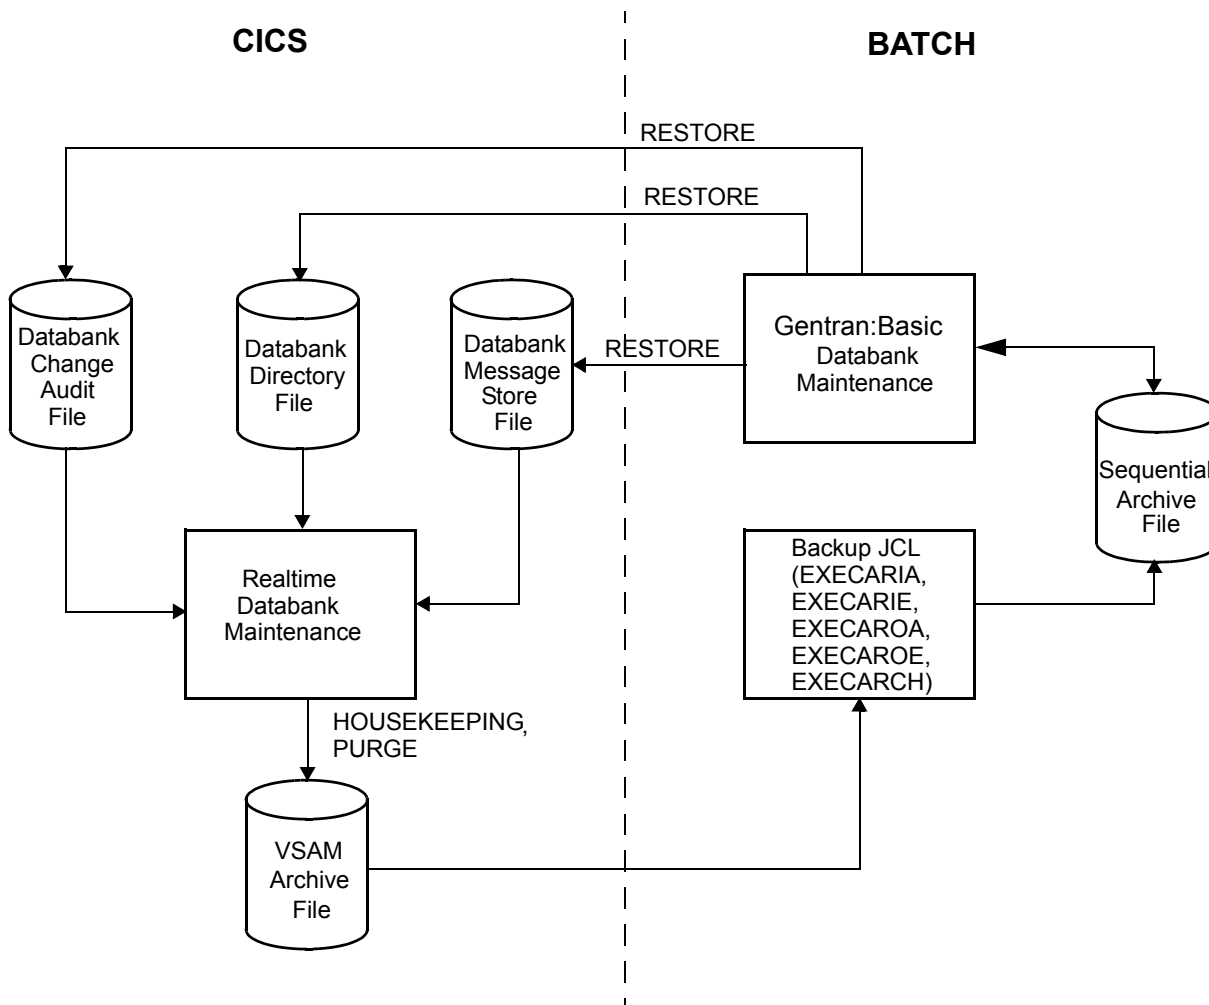 CICS
BATCH
RESTORE
RESTORE
Databank
Change
Audit
File
Databank
Directory
File
Databank
Message
Store
File
RESTORE
Gentran:Basic
Databank
Maintenance
Sequential
Archive
File
Realtime
Databank
Maintenance
Backup JCL
(EXECARIA,
EXECARIE,
EXECAROA,
EXECAROE,
EXECARCH)
HOUSEKEEPING,
PURGE
VSAM
Archive
File